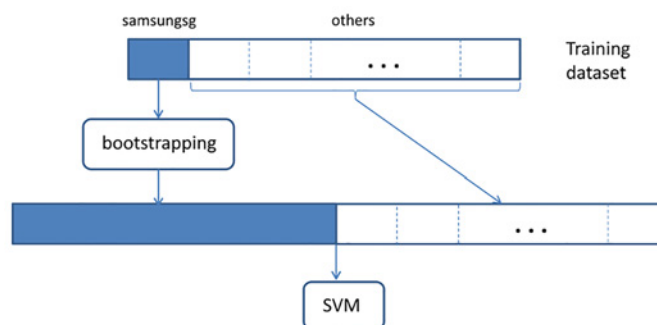 samsungsg
others
...
Training
dataset
bootstrapping
...
SVM